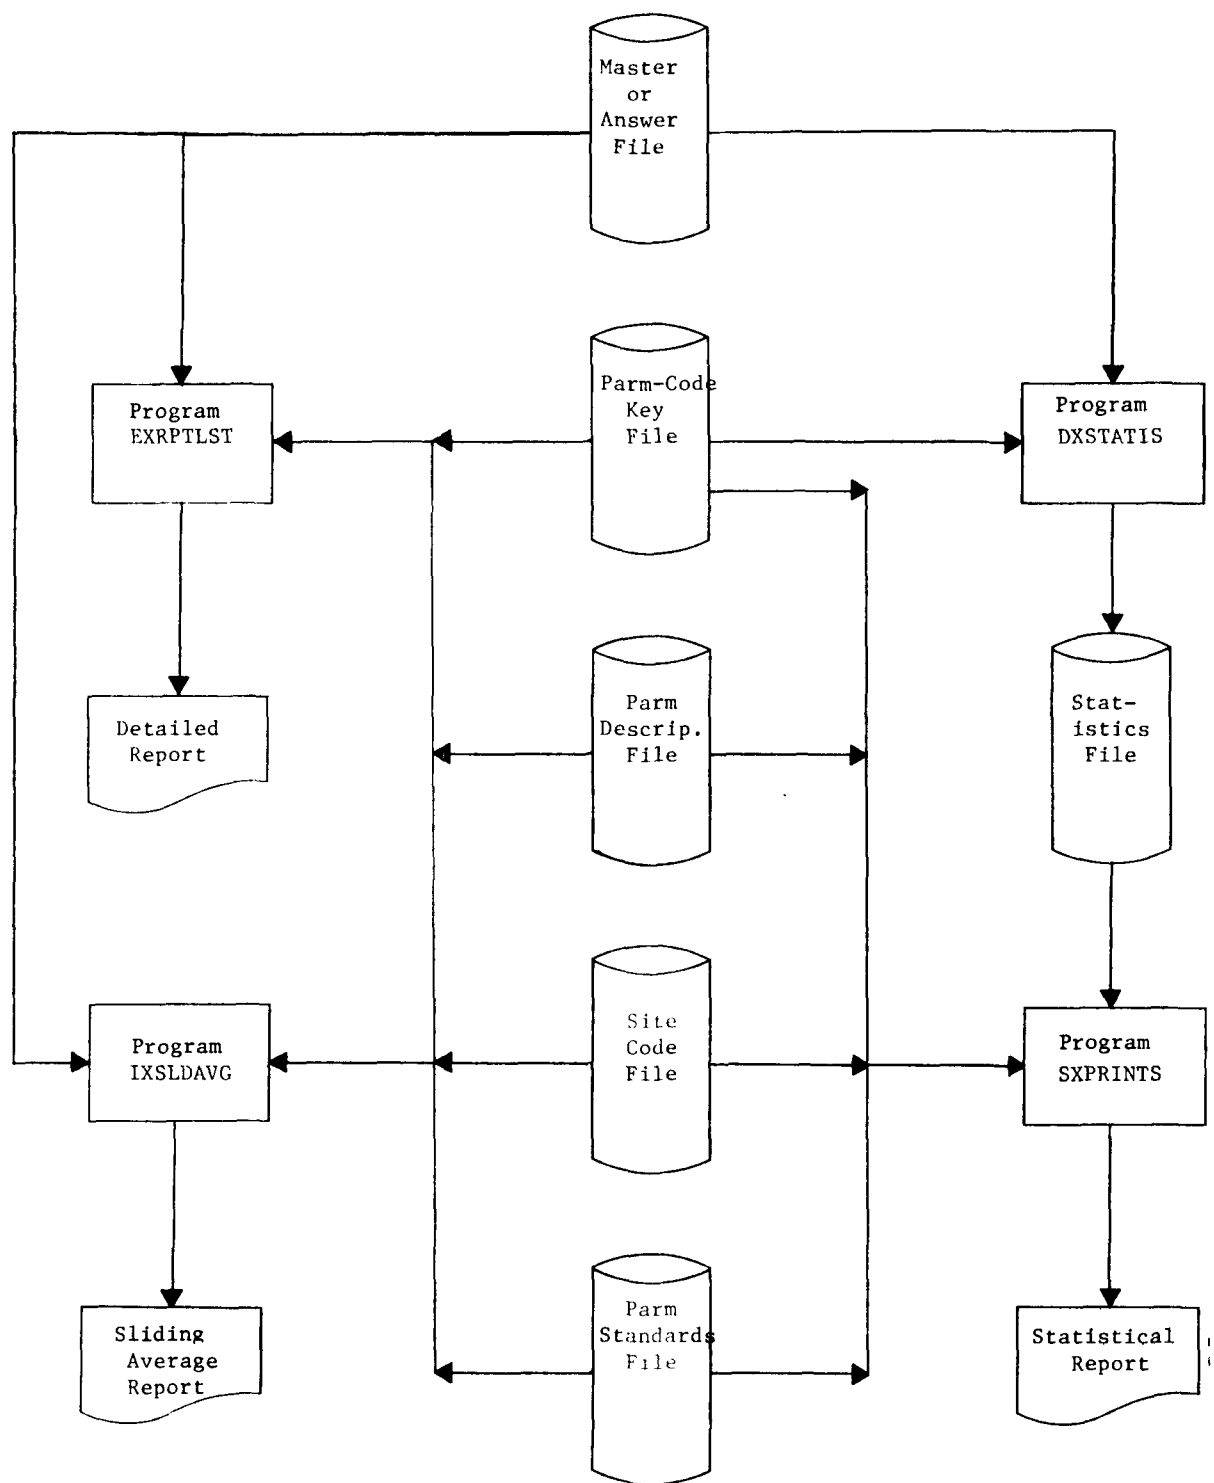 Master
or
Answer
File
Program
EXRPTLST
Parm-Code
Key
File
Program
DXSTATIS
Detailed
Report
Parm
Descrip.
File
Stat-
istics
File
Program
IXSLDAVG
Site
Code
File
Program
SXPRINTS
Sliding
Average
Report
Parm
Standards
File
Statistical
Report